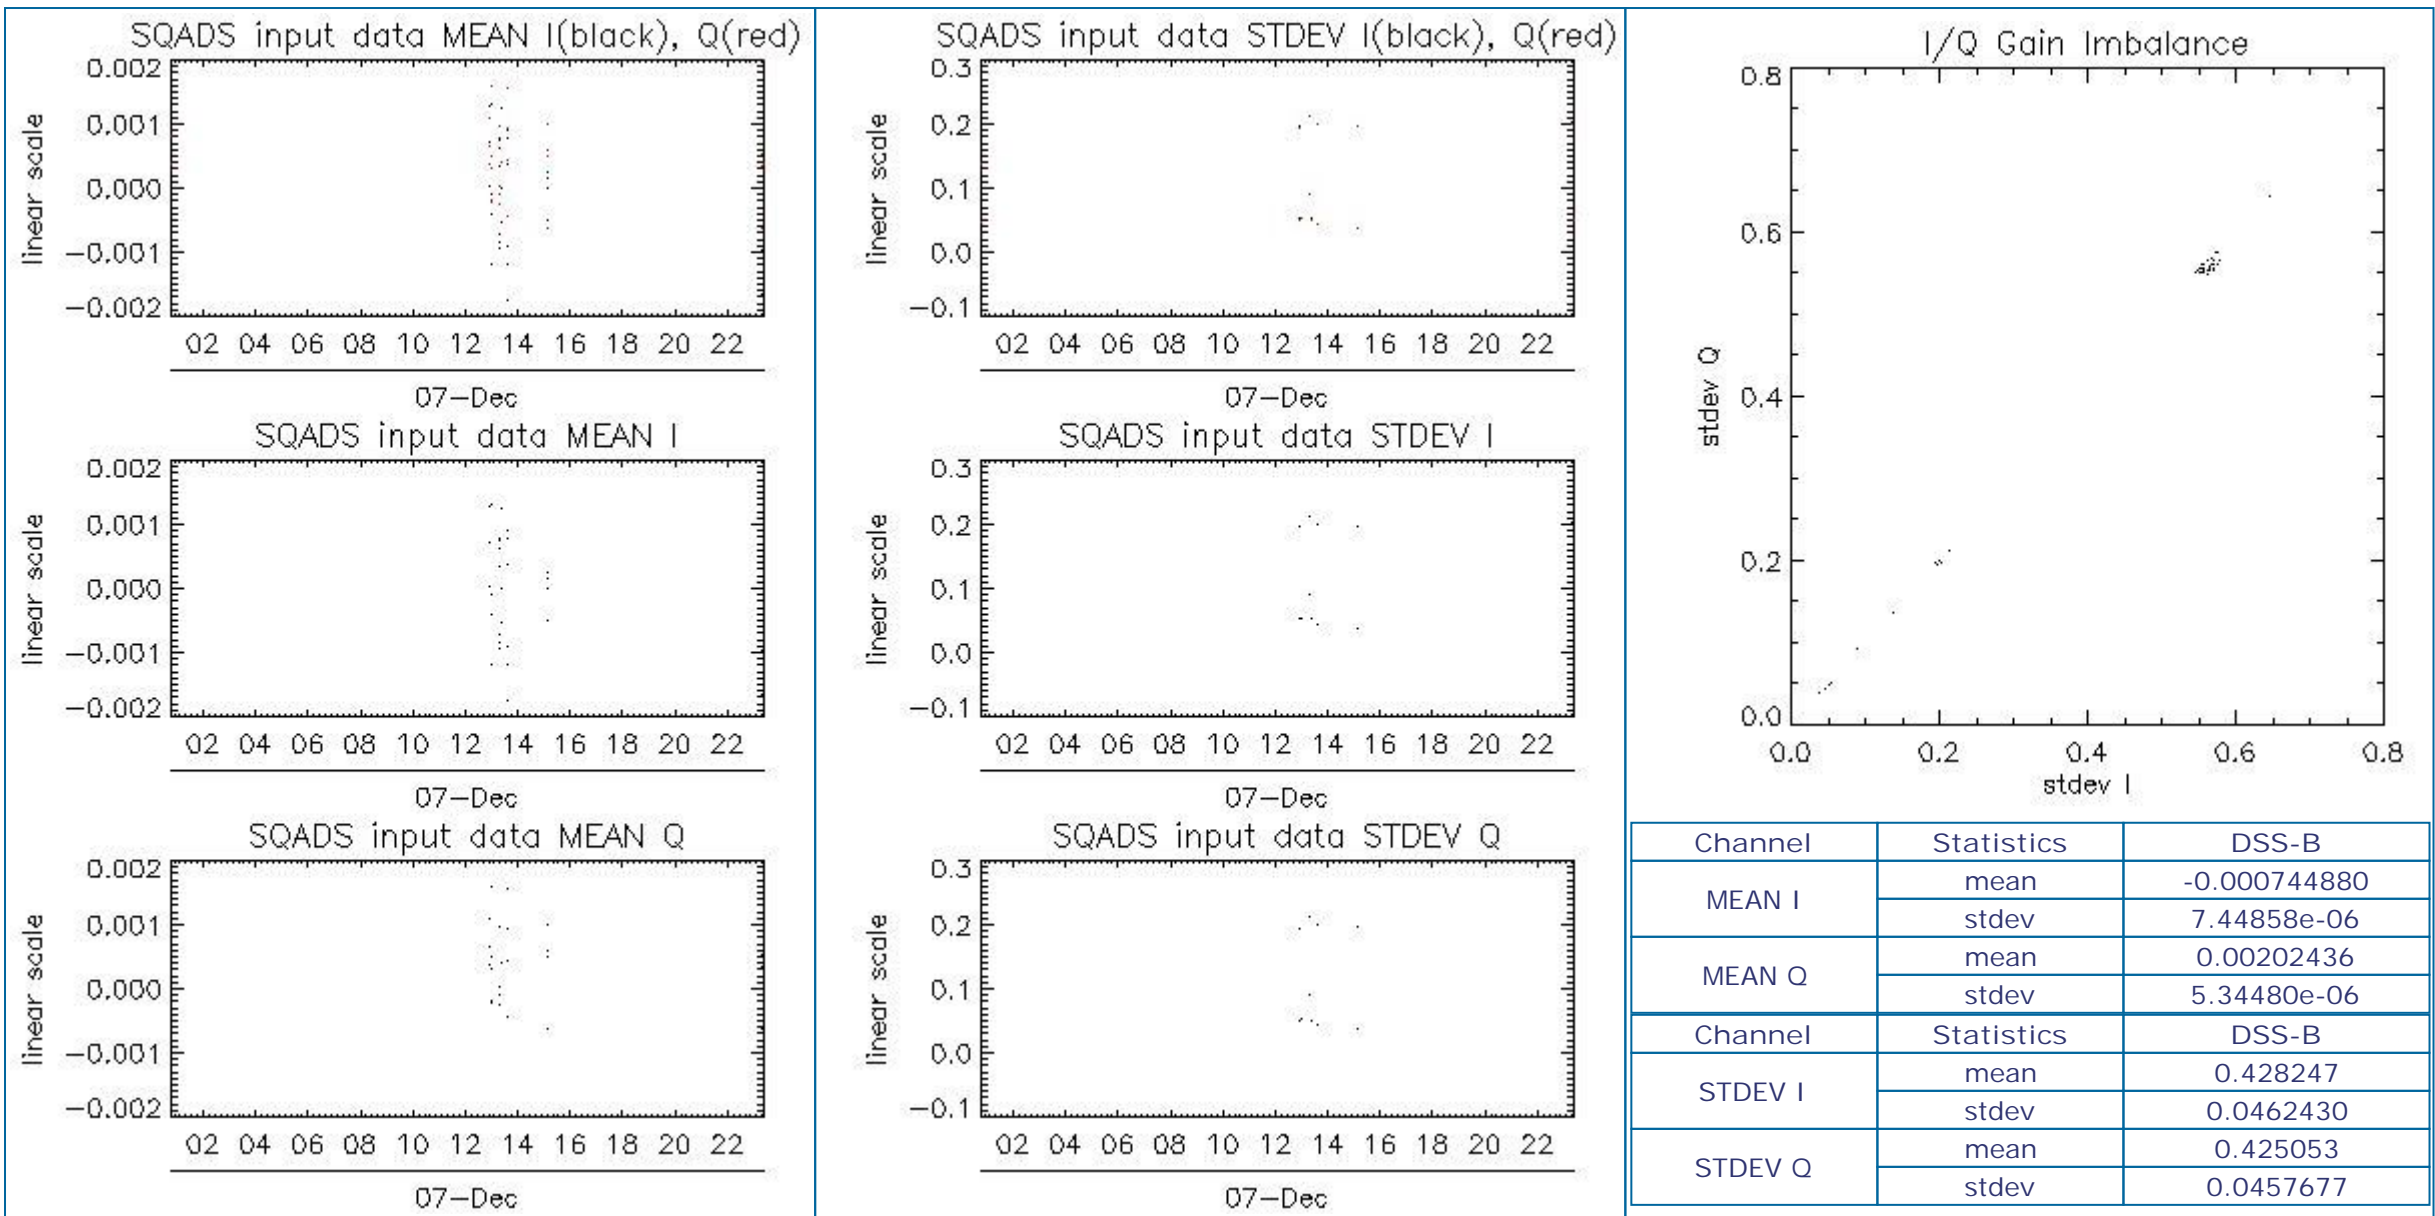 SQADS input data MEAN I(black), Q(red)
linear scale
0.002
0.001
0.000
−0.001
−0.002
02 04 06 08 10 12 14 16 18 20 22
07−Dec
SQADS input data MEAN I
linear scale
0.002
0.001
0.000
−0.001
−0.002
02 04 06 08 10 12 14 16 18 20 22
07−Dec
SQADS input data MEAN Q
linear scale
0.002
0.001
0.000
−0.001
−0.002
02 04 06 08 10 12 14 16 18 20 22
07−Dec
SQADS input data STDEV I(black), Q(red)
linear scale
0.3
0.2
0.1
0.0
−0.1
02 04 06 08 10 12 14 16 18 20 22
07−Dec
SQADS input data STDEV I
linear scale
0.3
0.2
0.1
0.0
−0.1
02 04 06 08 10 12 14 16 18 20 22
07−Dec
SQADS input data STDEV Q
linear scale
0.3
0.2
0.1
0.0
−0.1
02 04 06 08 10 12 14 16 18 20 22
07−Dec
I/Q Gain Imbalance
stdev Q
0.8
0.6
0.4
0.2
0.0
0.0 0.2 0.4 0.6 0.8
stdev I
Channel Statistics DSS-B
MEAN I mean -0.000744880
stdev 7.44858e-06
MEAN Q mean 0.00202436
stdev 5.34480e-06
Channel Statistics DSS-B
STDEV I mean 0.428247
stdev 0.0462430
STDEV Q mean 0.425053
stdev 0.0457677